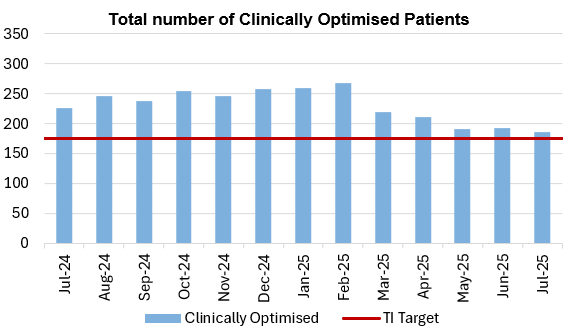 Total number of Clinically Optimised Patients
350
300
250
200
150
100
50
0
Jul-24
Aug-24
Sep-24
Oct-24
Nov-24
Dec-24
Jan-25
Feb-25
Mar-25
Apr-25
May-25
Jun-25
Jul-25
Clinically Optimised
TI Target